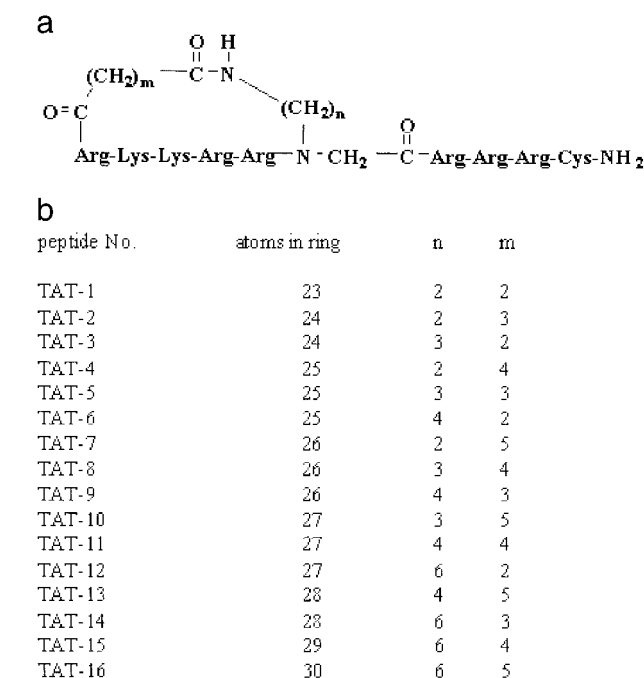 a
O H
(CH₂)m — C-N
O=C (CH₂)n
O
Arg-Lys-Lys-Arg-Arg—N-CH₂ — C-Arg-Arg-Arg-Cys-NH₂
b
peptide No. atoms in ring n m
TAT-1 23 2 2
TAT-2 24 2 3
TAT-3 24 3 2
TAT-4 25 2 4
TAT-5 25 3 3
TAT-6 25 4 2
TAT-7 26 2 5
TAT-8 26 3 4
TAT-9 26 4 3
TAT-10 27 3 5
TAT-11 27 4 4
TAT-12 27 6 2
TAT-13 28 4 5
TAT-14 28 6 3
TAT-15 29 6 4
TAT-16 30 6 5